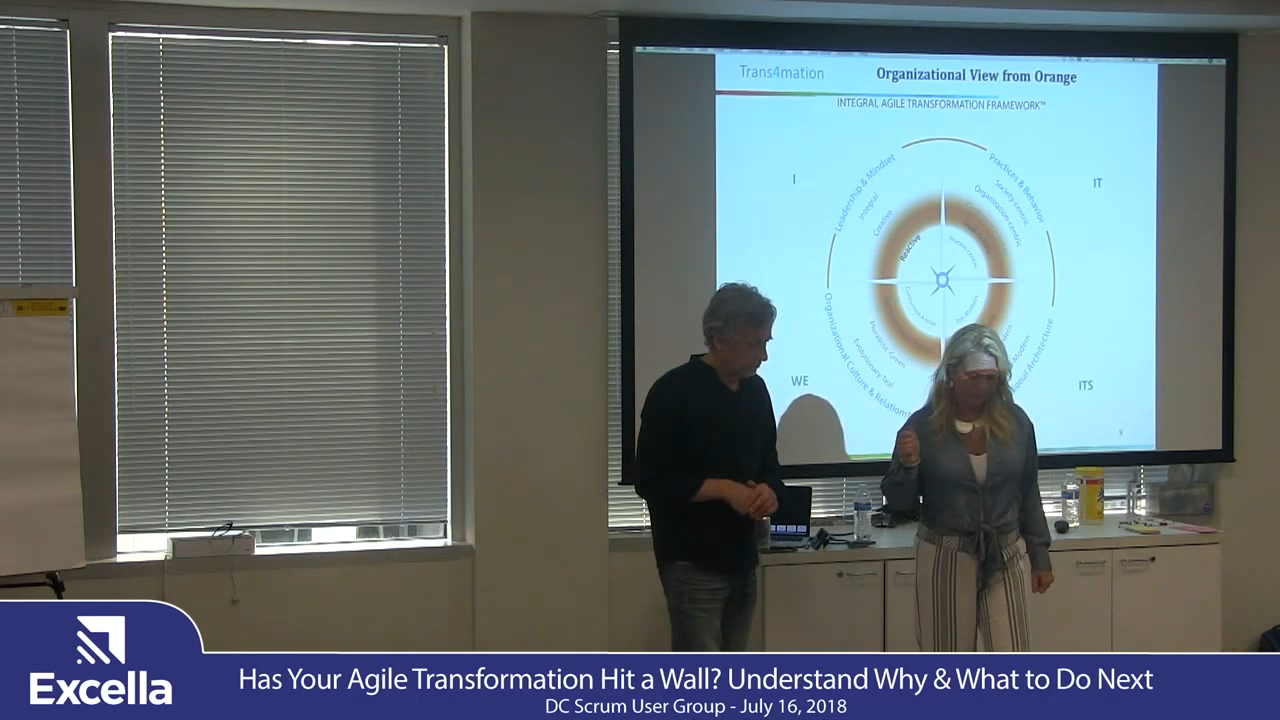 Trans4mation
Organizational View from Orange
INTEGRAL AGILE TRANSFORMATION FRAMEWORK™
I
IT
Leadership & Mindset
Practices & Behavior
Integral
Society-centric
Creative
Organization-centric
Reactive
Pluralistic-Green
Evolutionary-Teal
Organizational Culture &
WE
ITS
9
Excella
Has Your Agile Transformation Hit a Wall? Understand Why & What to Do Next
DC Scrum User Group - July 16, 2018